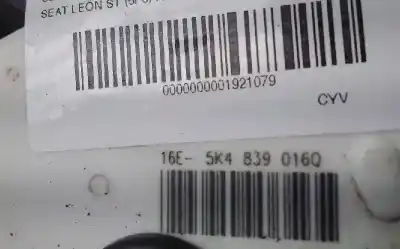 SEAT LEON ST
0000000001921079
CYV
16E- 5K4 839 016Q